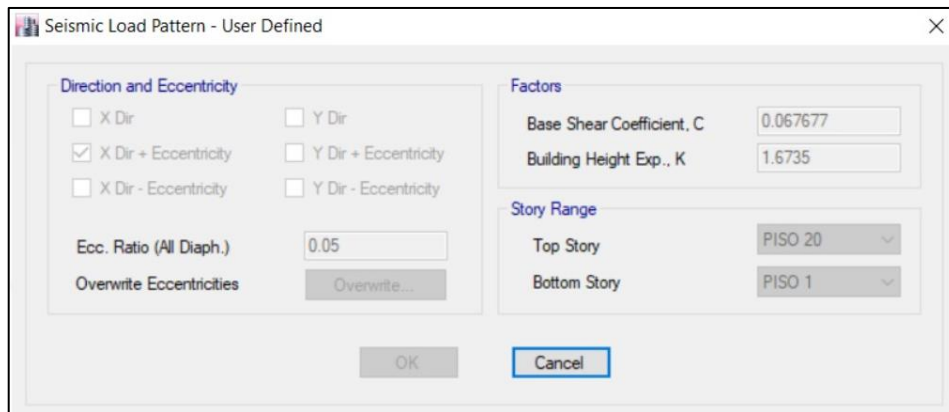 Seismic Load Pattern - User Defined
Direction and Eccentricity
X Dir
Y Dir
X Dir + Eccentricity
Y Dir + Eccentricity
X Dir - Eccentricity
Y Dir - Eccentricity
Ecc. Ratio (All Diaph.)
0.05
Overwrite Eccentricities
Overwrite...
Factors
Base Shear Coefficient, C
0.067677
Building Height Exp., K
1.6735
Story Range
Top Story
PISO 20
Bottom Story
PISO 1
OK
Cancel